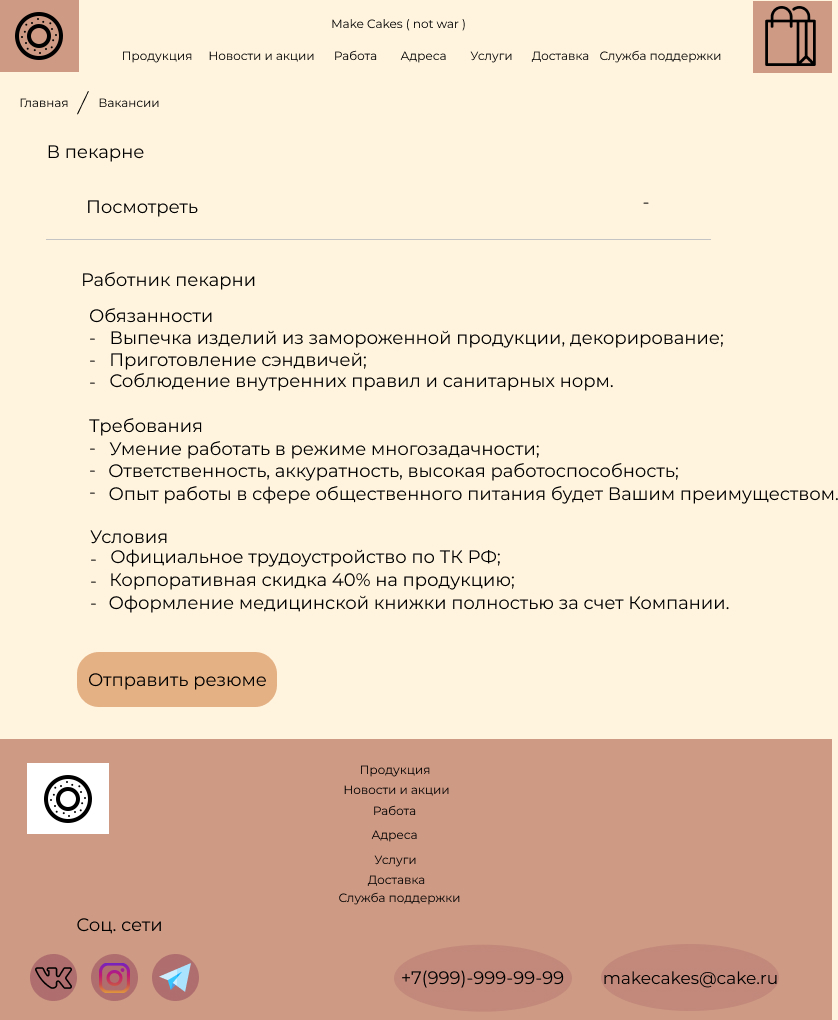 Make Cakes ( not war )
Продукция Новости и акции Работа Адреса Услуги Доставка Служба поддержки
Главная / Вакансии
В пекарне
Посмотреть -
Работник пекарни
Обязанности
- Выпечка изделий из замороженной продукции, декорирование;
- Приготовление сэндвичей;
- Соблюдение внутренних правил и санитарных норм.
Требования
- Умение работать в режиме многозадачности;
- Ответственность, аккуратность, высокая работоспособность;
- Опыт работы в сфере общественного питания будет Вашим преимуществом.
Условия
- Официальное трудоустройство по ТК РФ;
- Корпоративная скидка 40% на продукцию;
- Оформление медицинской книжки полностью за счет Компании.
Отправить резюме
Продукция
Новости и акции
Работа
Адреса
Услуги
Доставка
Служба поддержки
Соц. сети
+7(999)-999-99-99 makecakes@cake.ru